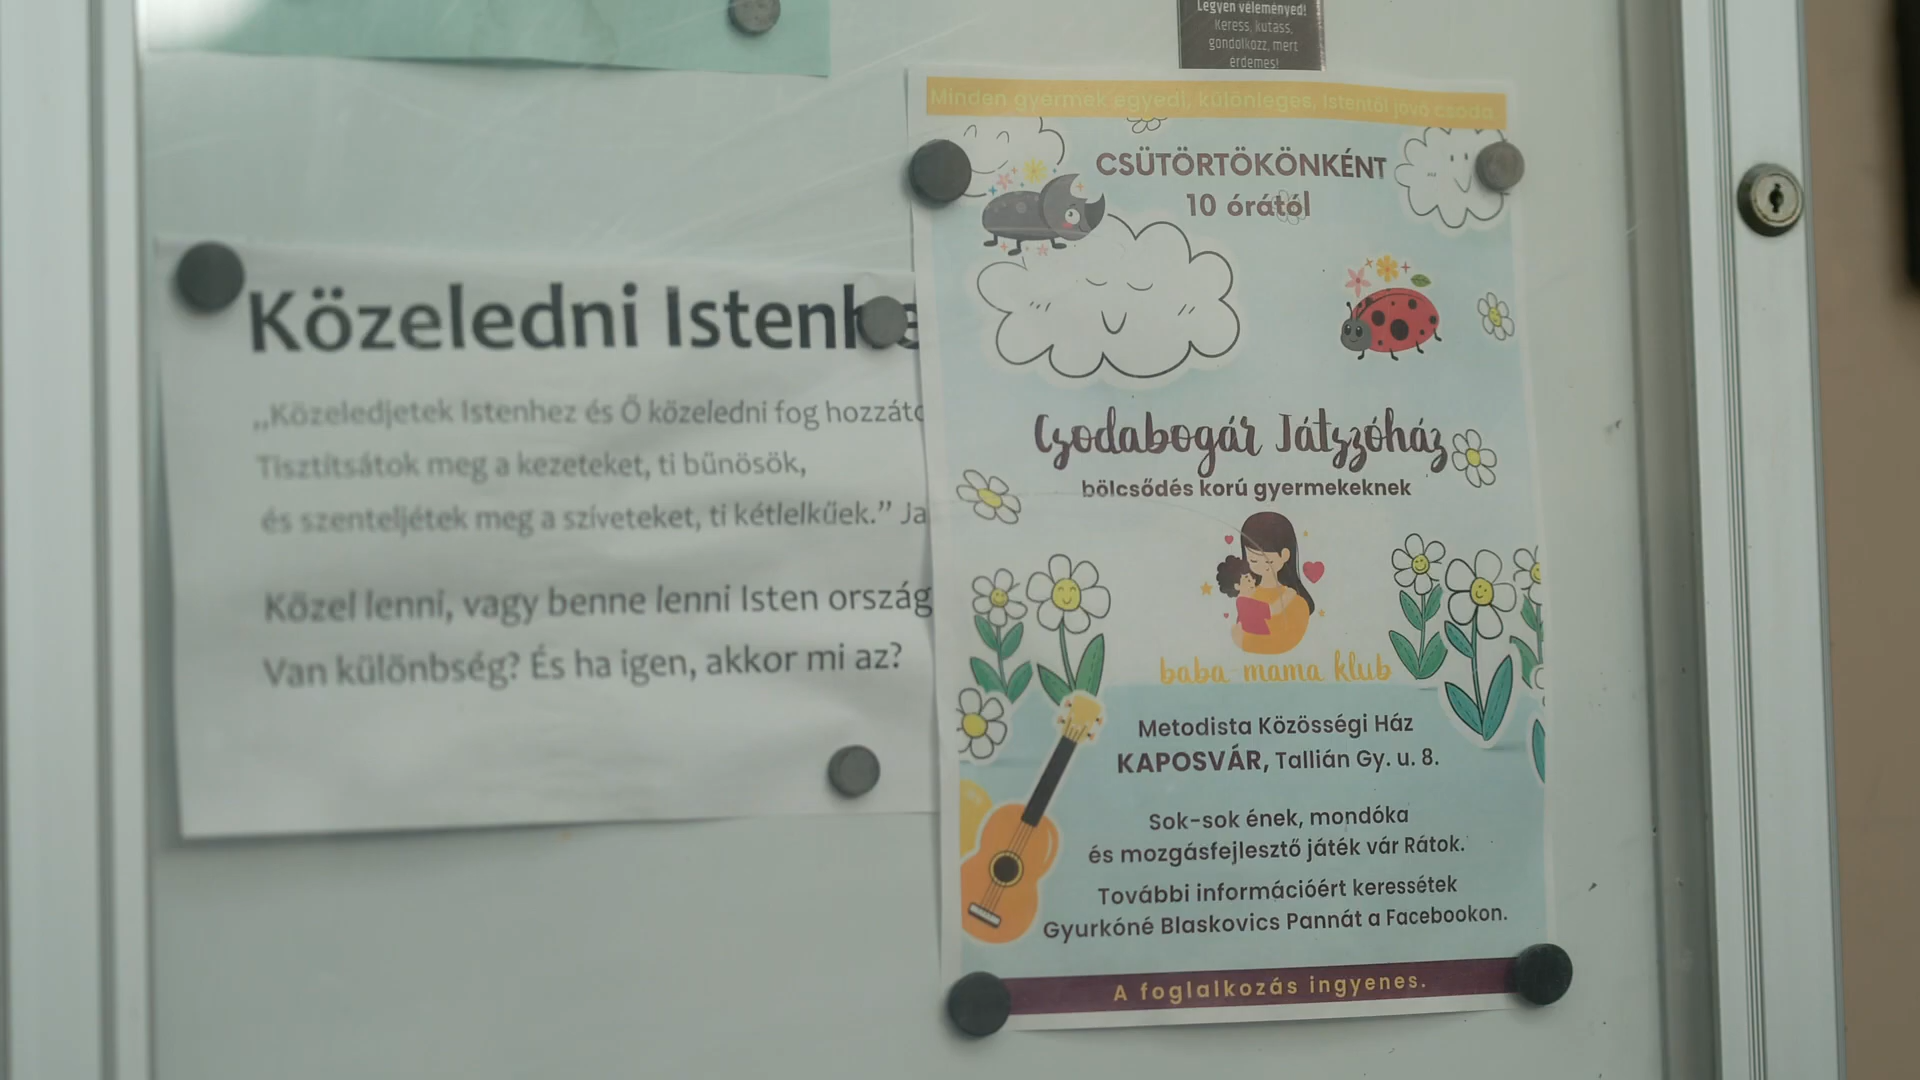 Legyen véleményed!
Keress, kutass,
gondolkozz, mert
érdemes!
Közeledni Istenhe
„Közeledjetek Istenhez és Ő közeledni fog hozzáto
Tisztítsátok meg a kezeteket, ti bűnösök,
és szenteljétek meg a szíveteket, ti kétlelkűek.” Ja
Közel lenni, vagy benne lenni Istenország
Van különbség? És ha igen, akkor mi az?
Minden gyermek egyedi, különleges, Istentől jövő csoda.
CSÜTÖRTÖKÖNKÉNT
10 órától
Csodabogár Játszóház
bölcsődés korú gyermekeknek
baba-mama klub
Metodista Közösségi Ház
KAPOSVÁR, Tallián Gy. u. 8.
Sok-sok ének, mondóka
és mozgásfejlesztő játék vár Rátok.
További információért keressétek
Gyurkóné Blaskovics Pannát a Facebookon.
A foglalkozás ingyenes.